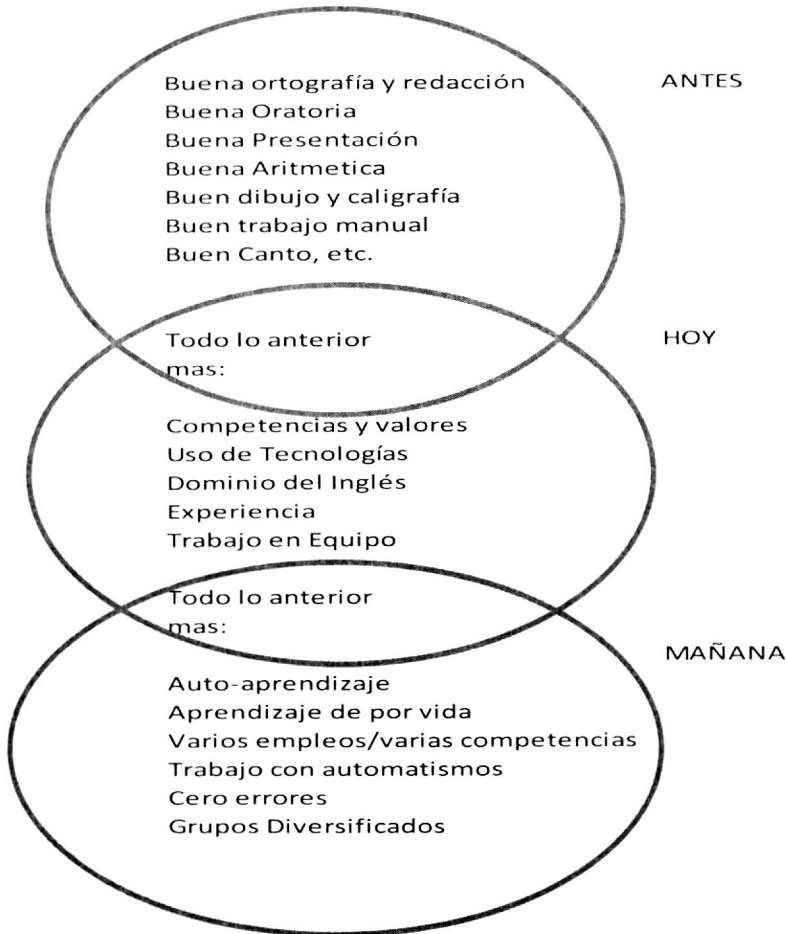 Buena ortografía y redacción
ANTES
Buena Oratoria
Buena Presentación
Buena Aritmetica
Buen dibujo y caligrafía
Buen trabajo manual
Buen Canto, etc.
Todo lo anterior
HOY
mas:
Competencias y valores
Uso de Tecnologías
Dominio del Inglés
Experiencia
Trabajo en Equipo
Todo lo anterior
mas:
MAÑANA
Auto-aprendizaje
Aprendizaje de por vida
Varios empleos/varias competencias
Trabajo con automatismos
Cero errores
Grupos Diversificados